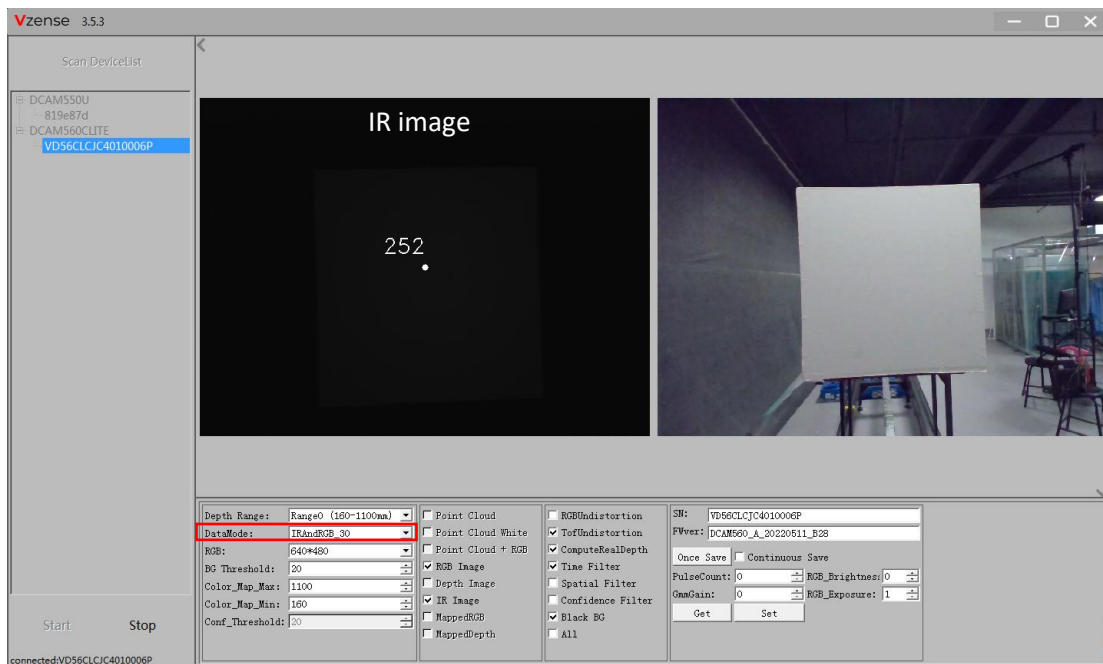 Vzense 3.5.3
Scan DeviceList
DCAM550U
819e87d
DCAM560CLITE
VD56CLCJC4010006P
IR image
252
Depth Range: Range0 (160-1100mm)
DataMode: IRAndRGB_30
RGB: 640*480
BG Threshold: 20
Color_Map_Max: 1100
Color_Map_Min: 160
Conf_Threshold: 20
Point Cloud
Point Cloud White
Point Cloud + RGB
RGB Image
Depth Image
IR Image
MappedRGB
MappedDepth
RGBUndistortion
TofUndistortion
ComputeRealDepth
Time Filter
Spatial Filter
Confidence Filter
Black BG
All
SN: VD56CLCJC4010006P
FWver: DCAM560_A_20220511_B28
Once Save Continuous Save
PulseCount: 0 RGB_Brightnes: 0
GmmGain: 0 RGB_Exposure: 1
Get Set
Start Stop
connected:VD56CLCJC4010006P